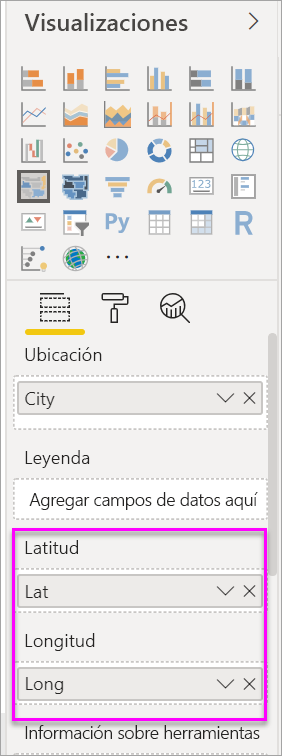 Visualizaciones
123
Py
R
Ubicación
City
Leyenda
Agregar campos de datos aquí
Latitud
Lat
Longitud
Long
Información sobre herramientas